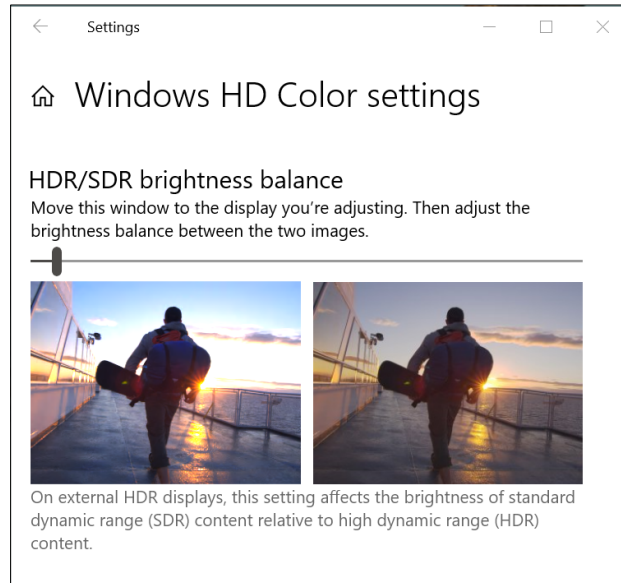 Settings
Windows HD Color settings
HDR/SDR brightness balance
Move this window to the display you're adjusting. Then adjust the
brightness balance between the two images.
On external HDR displays, this setting affects the brightness of standard
dynamic range (SDR) content relative to high dynamic range (HDR)
content.